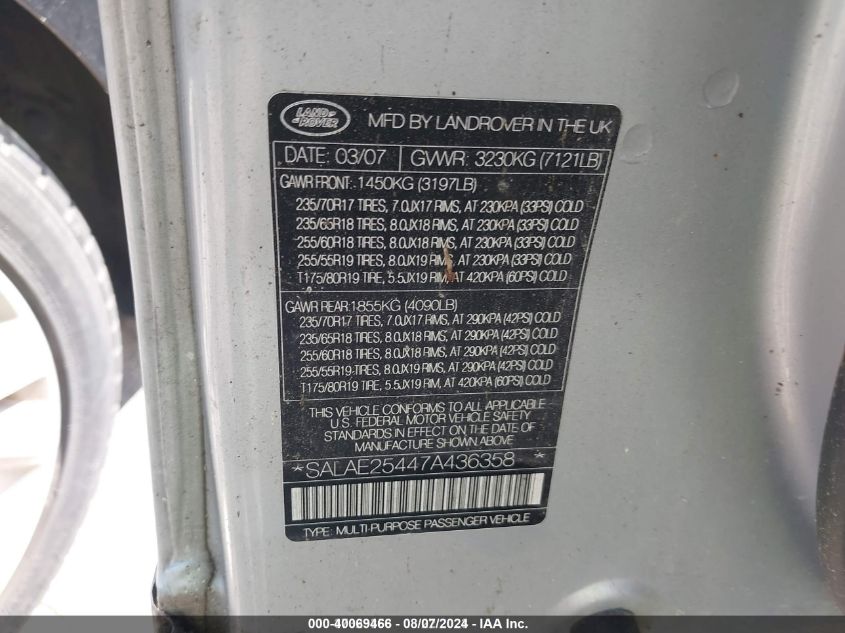 LAND-
-ROVER
MFD BY LANDROVER IN THE UK
DATE: 03/07 GVWR: 3230KG (7121LB)
GAWR FRONT: 1450KG (3197LB)
235/70R17 TIRES, 7.0JX17 RIMS, AT 230KPA (33PSI) COLD
235/65R18 TIRES, 8.0JX18 RIMS, AT 230KPA (33PSI) COLD
255/60R18 TIRES, 8.0JX18 RIMS, AT 230KPA (33PSI) COLD
255/55R19 TIRES, 8.0JX19 RIMS, AT 230KPA (33PSI) COLD
T175/80R19 TIRE, 5.5JX19 RIM, AT 420KPA (60PSI) COLD
GAWR REAR: 1855KG (4090LB)
235/70R17 TIRES, 7.0JX17 RIMS, AT 290KPA (42PSI) COLD
235/65R18 TIRES, 8.0JX18 RIMS, AT 290KPA (42PSI) COLD
255/60R18 TIRES, 8.0JX18 RIMS, AT 290KPA (42PSI) COLD
255/55R19 TIRES, 8.0JX19 RIMS, AT 290KPA (42PSI) COLD
T175/80R19 TIRE, 5.5JX19 RIM, AT 420KPA (60PSI) COLD
THIS VEHICLE CONFORMS TO ALL APPLICABLE
U.S. FEDERAL MOTOR VEHICLE SAFETY
STANDARDS IN EFFECT ON THE DATE OF
MANUFACTURE SHOWN ABOVE
*SALAE25447A436358*
TYPE: MULTI-PURPOSE PASSENGER VEHICLE
000-40069466 - 08/07/2024 - IAA Inc.